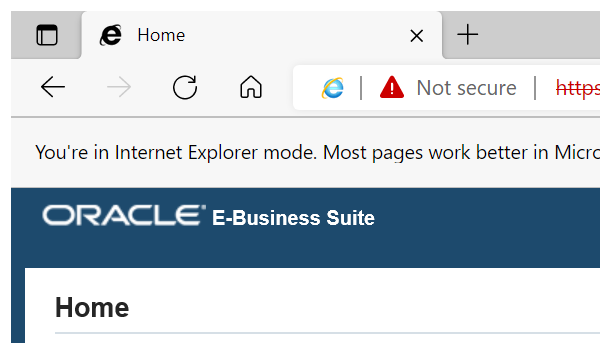 Home
Not secure https
You're in Internet Explorer mode. Most pages work better in Micro
ORACLE® E-Business Suite
Home